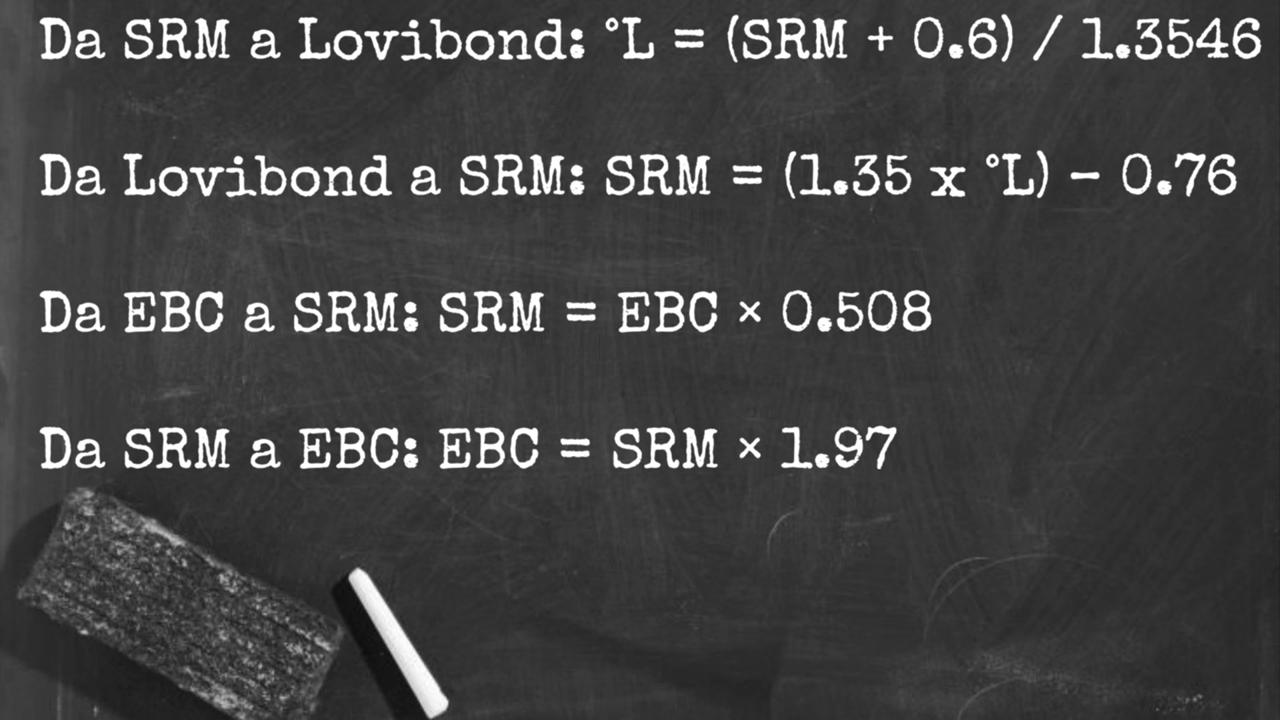 Da SRM a Lovibond: °L = (SRM + 0.6) / 1.3546
Da Lovibond a SRM: SRM = (1.35 x °L) – 0.76
Da EBC a SRM: SRM = EBC × 0.508
Da SRM a EBC: EBC = SRM × 1.97